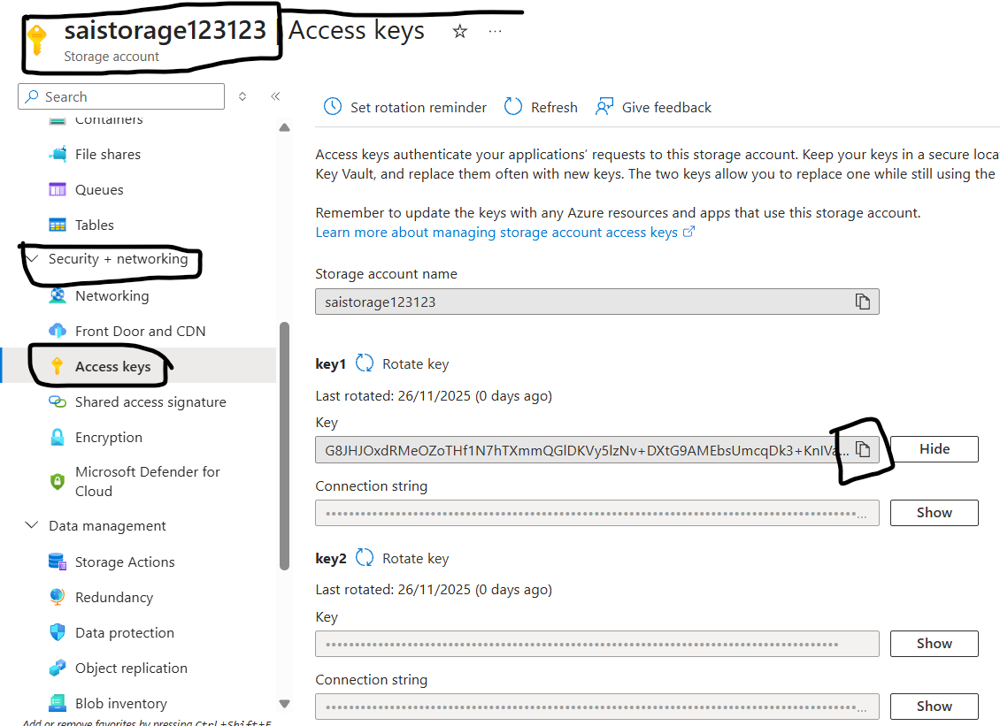 saistorage123123 | Access keys
Storage account
Search
Containers
File shares
Queues
Tables
Security + networking
Networking
Front Door and CDN
Access keys
Shared access signature
Encryption
Microsoft Defender for
Cloud
Data management
Storage Actions
Redundancy
Data protection
Object replication
Blob inventory
Add or remove favorites by pressing Ctrl+Shift+F
Set rotation reminder
Refresh
Give feedback
Access keys authenticate your applications' requests to this storage account. Keep your keys in a secure loca
Key Vault, and replace them often with new keys. The two keys allow you to replace one while still using the
Remember to update the keys with any Azure resources and apps that use this storage account.
Learn more about managing storage account access keys
Storage account name
saistorage123123
key1 Rotate key
Last rotated: 26/11/2025 (0 days ago)
Key
G8JHJOxdRMeOZoTHf1N7hTXmmQGlDKVy5lzNv+DXtG9AMEbsUmcqDk3+KnIVa...
Hide
Connection string
Show
key2 Rotate key
Last rotated: 26/11/2025 (0 days ago)
Key
Show
Connection string
Show